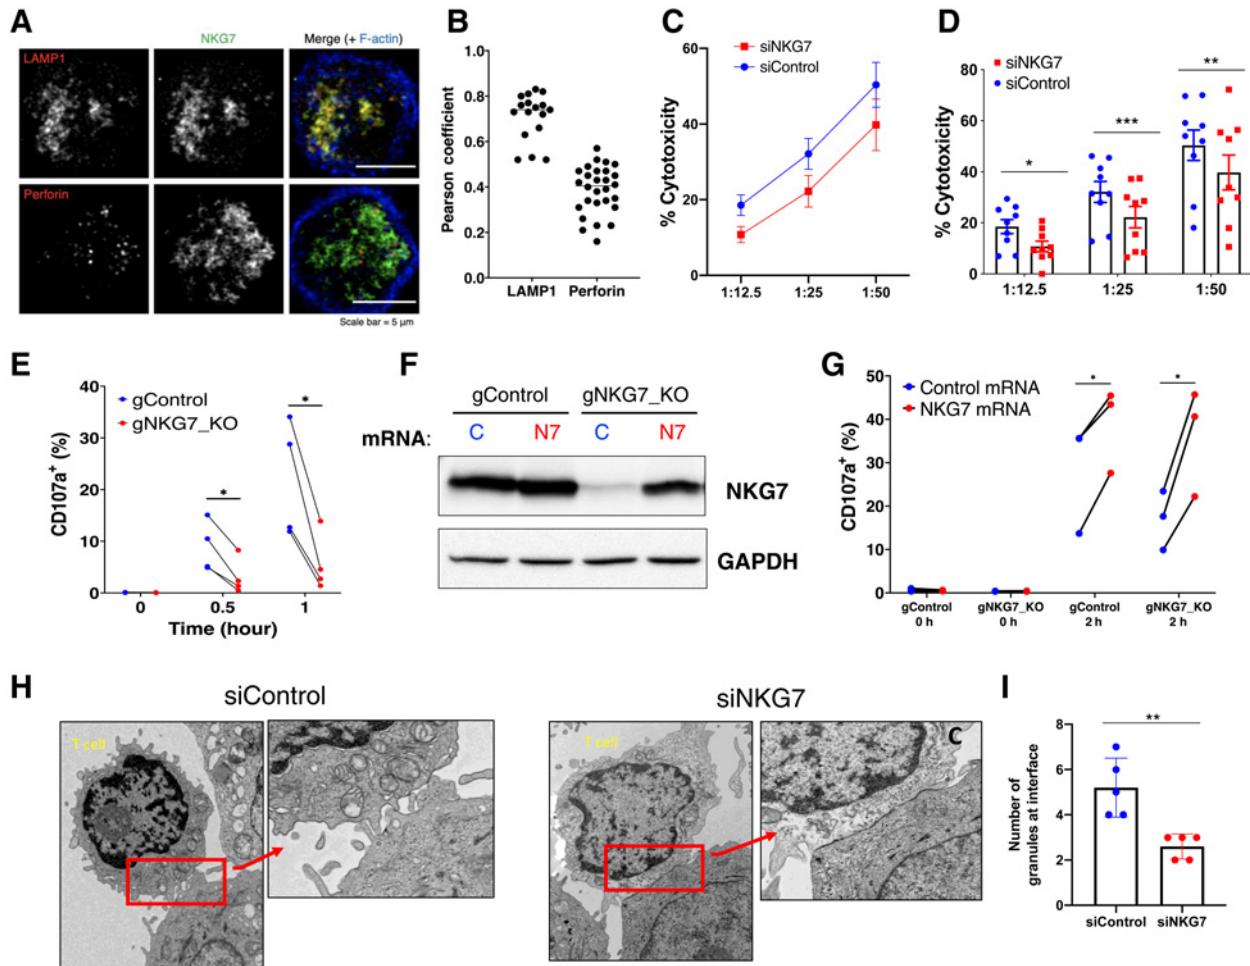 A
LAMP1
NKG7
Merge (+ F-actin)
Perforin
Scale bar = 5 μm
B
Pearson coefficient
1.0
0.8
0.6
0.4
0.2
0.0
LAMP1 Perforin
C
% Cytotoxicity
60
40
20
0
siNKG7
siControl
1:12.5 1:25 1:50
D
% Cytotoxicity
80
60
40
20
0
siNKG7
siControl
*
***
**
1:12.5 1:25 1:50
E
CD107a+ (%)
40
30
20
10
0
gControl
gNKG7_KO
*
*
0 0.5 1
Time (hour)
F
gControl gNKG7_KO
mRNA: C N7 C N7
NKG7
GAPDH
G
CD107a+ (%)
50
40
30
20
10
0
Control mRNA
NKG7 mRNA
*
*
gControl gNKG7_KO gControl gNKG7_KO
0 h 0 h 2 h 2 h
H
siControl
T cell
siNKG7
T cell
C
I
Number of
granules at interface
8
6
4
2
0
**
siControl siNKG7